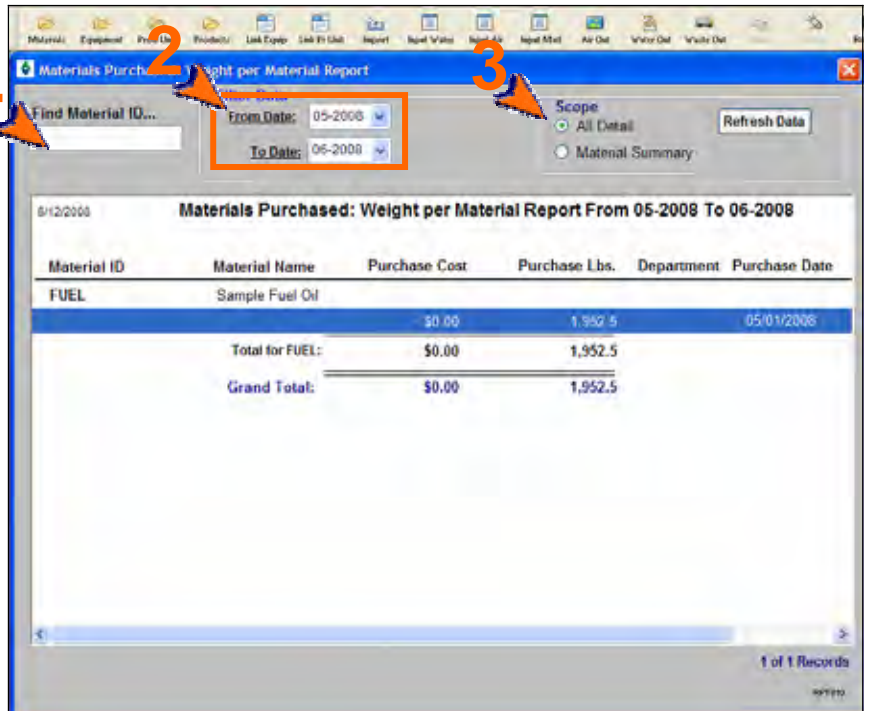 Materials Equipment Products Link Equip Import Input Water Input Matl Air Out Water Out Waste Out
Materials Weight per Material Report
2
3
Find Material ID...
From Date: 05-2008
To Date: 06-2008
Scope
All Detail
Material Summary
Refresh Data
6/12/2008 Materials Purchased: Weight per Material Report From 05-2008 To 06-2008
Material ID Material Name Purchase Cost Purchase Lbs. Department Purchase Date
FUEL Sample Fuel Oil
$0.00 1,952.5 05/01/2008
Total for FUEL: $0.00 1,952.5
Grand Total: $0.00 1,952.5
1 of 1 Records